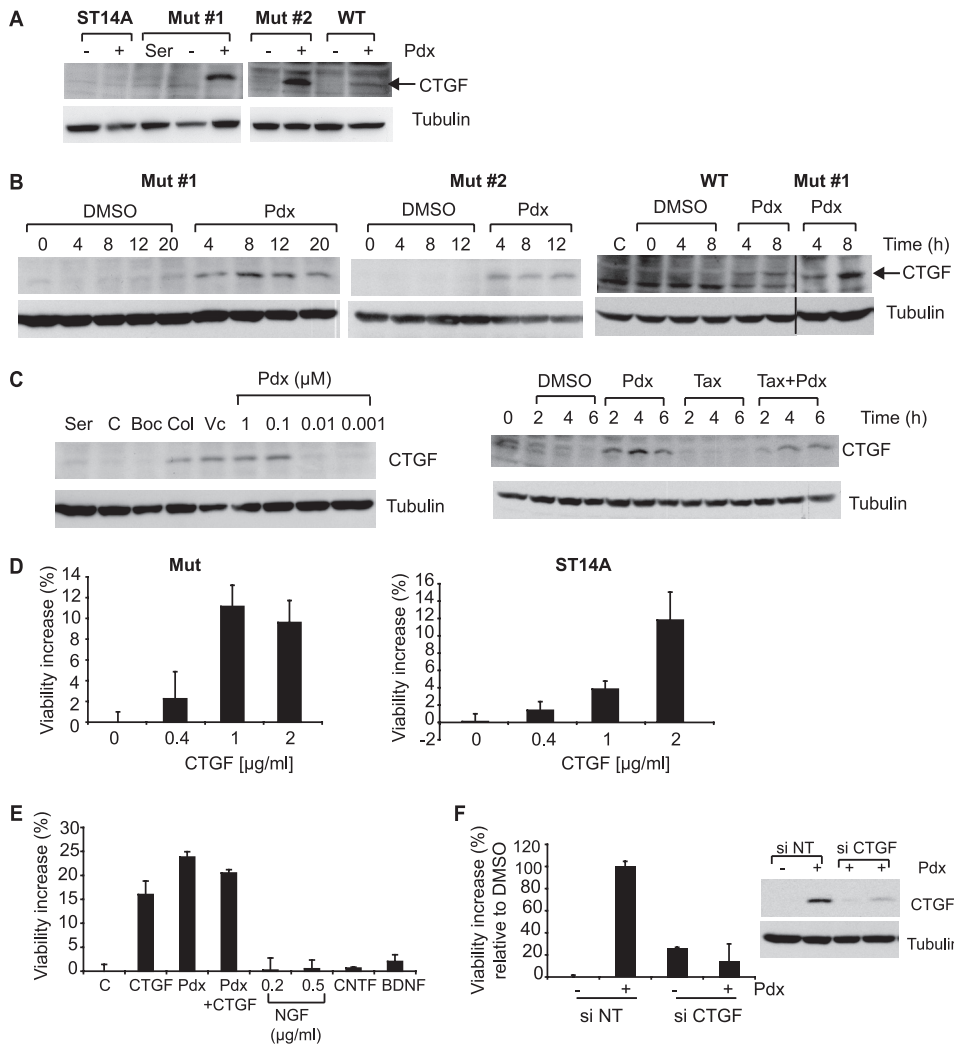 A
ST14A Mut #1 Mut #2 WT
- + Ser - + - + - + Pdx
CTGF
Tubulin
B
Mut #1 Mut #2 WT Mut #1
DMSO Pdx DMSO Pdx DMSO Pdx Pdx
0 4 8 12 20 4 8 12 20 0 4 8 12 4 8 12 C 0 4 8 4 8 4 8 Time (h)
CTGF
Tubulin
C
Pdx (µM)
Ser C Boc Col Vc 1 0.1 0.01 0.001
CTGF
Tubulin
DMSO Pdx Tax Tax+Pdx
0 2 4 6 2 4 6 2 4 6 2 4 6 Time (h)
CTGF
Tubulin
D
Mut
Viability increase (%)
14
12
10
8
6
4
2
0
0 0.4 1 2
CTGF [µg/ml]
ST14A
Viability increase (%)
16
14
12
10
8
6
4
2
0
-2
0 0.4 1 2
CTGF [µg/ml]
E
Viability increase (%)
30
25
20
15
10
5
0
C CTGF Pdx Pdx 0.2 0.5 CNTF BDNF
+CTGF NGF
(µg/ml)
F
Viability increase (%)
relative to DMSO
120
100
80
60
40
20
0
- + - + Pdx
si NT si CTGF
si NT si CTGF
- + + + Pdx
CTGF
Tubulin